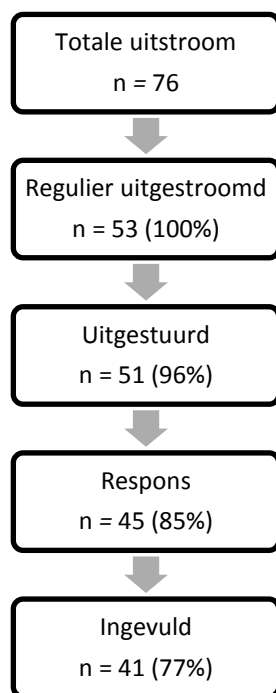 Totale uitstroom
n = 76
Regulier uitgestroomd
n = 53 (100%)
Uitgestuurd
n = 51 (96%)
Respons
n = 45 (85%)
Ingevuld
n = 41 (77%)